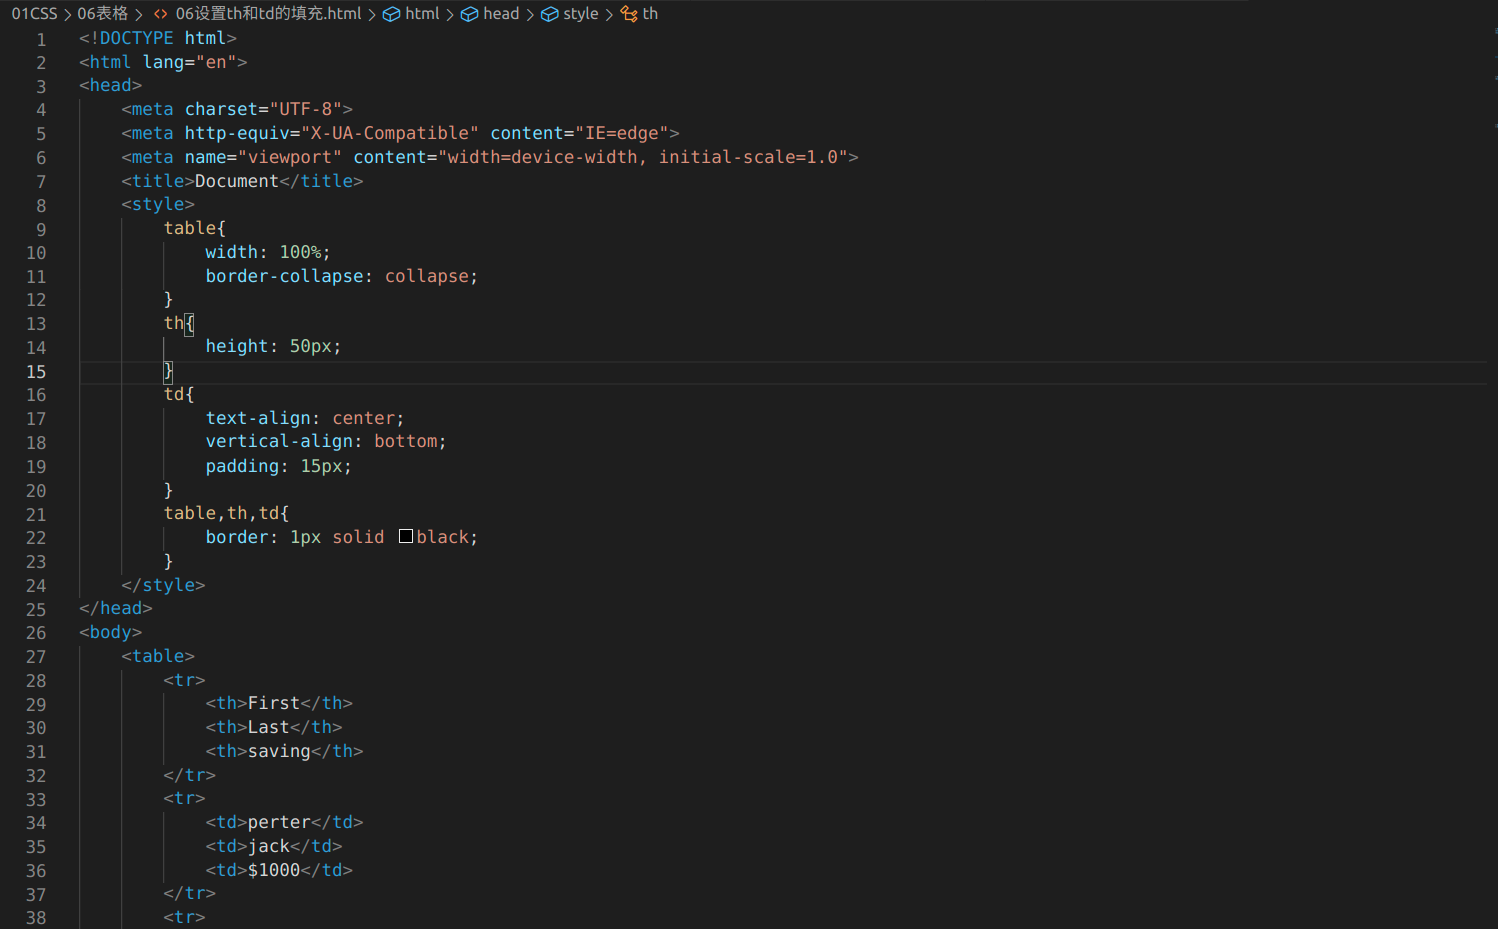 01CSS > 06表格 > <> 06设置th和td的填充.html > html > head > style > th
1 <!DOCTYPE html>
2 <html lang="en">
3 <head>
4 <meta charset="UTF-8">
5 <meta http-equiv="X-UA-Compatible" content="IE=edge">
6 <meta name="viewport" content="width=device-width, initial-scale=1.0">
7 <title>Document</title>
8 <style>
9 table{
10 width: 100%;
11 border-collapse: collapse;
12 }
13 th{
14 height: 50px;
15 }
16 td{
17 text-align: center;
18 vertical-align: bottom;
19 padding: 15px;
20 }
21 table,th,td{
22 border: 1px solid black;
23 }
24 </style>
25 </head>
26 <body>
27 <table>
28 <tr>
29 <th>First</th>
30 <th>Last</th>
31 <th>saving</th>
32 </tr>
33 <tr>
34 <td>perter</td>
35 <td>jack</td>
36 <td>$1000</td>
37 </tr>
38 <tr>